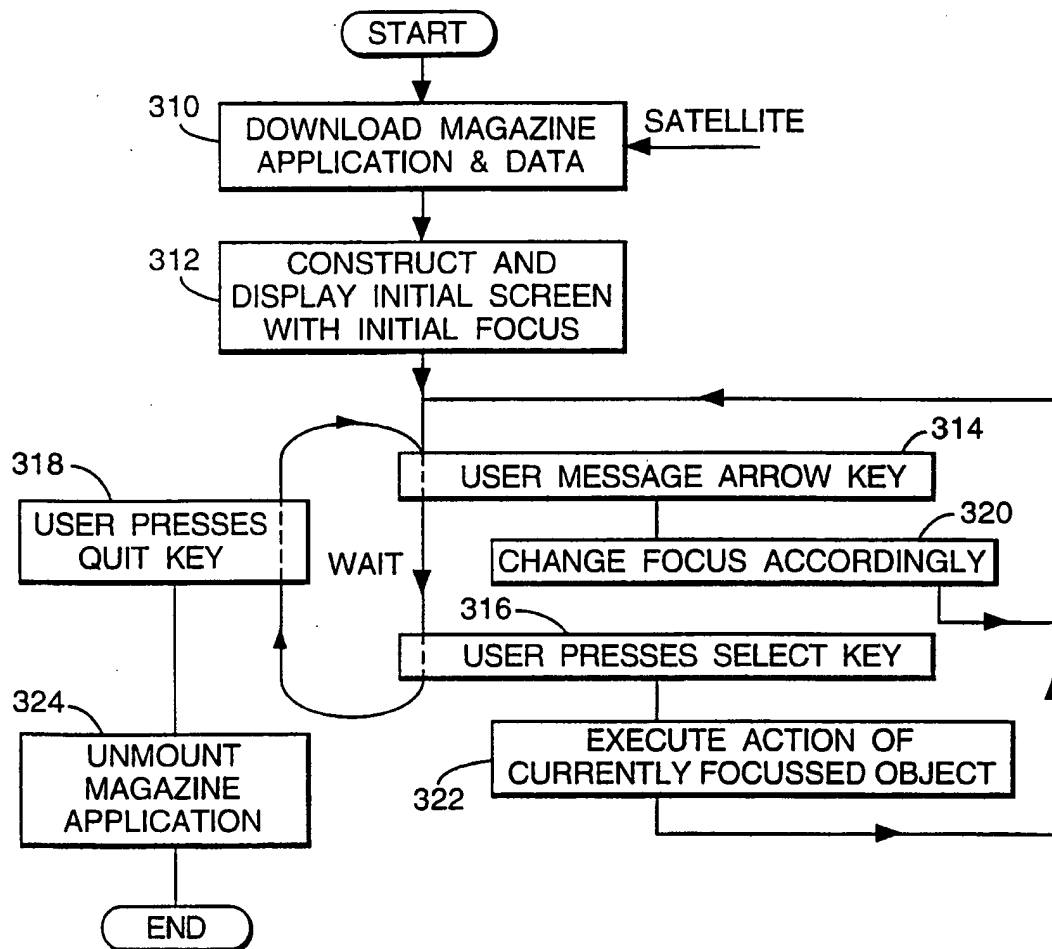 START
310
DOWNLOAD MAGAZINE
APPLICATION & DATA
SATELLITE
312
CONSTRUCT AND
DISPLAY INITIAL SCREEN
WITH INITIAL FOCUS
314
USER MESSAGE ARROW KEY
318
USER PRESSES
QUIT KEY
WAIT
320
CHANGE FOCUS ACCORDINGLY
316
USER PRESSES SELECT KEY
324
UNMOUNT
MAGAZINE
APPLICATION
322
EXECUTE ACTION OF
CURRENTLY FOCUSSED OBJECT
END